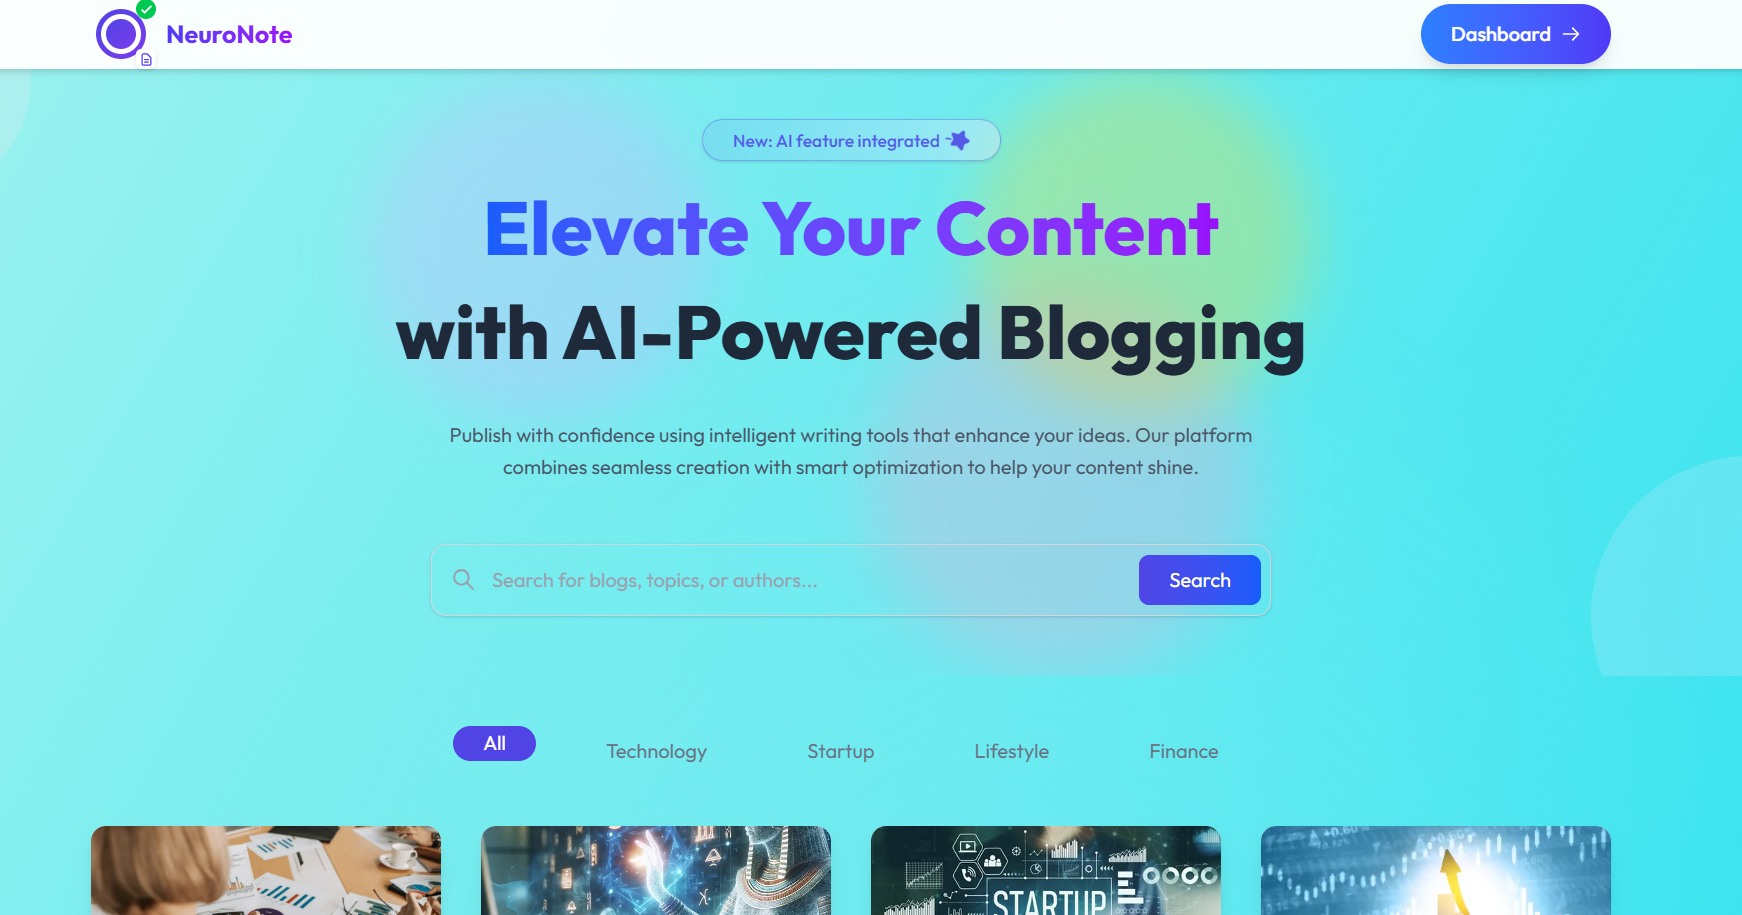 NeuroNote
Dashboard →
New: AI feature integrated
Elevate Your Content
with AI-Powered Blogging
Publish with confidence using intelligent writing tools that enhance your ideas. Our platform
combines seamless creation with smart optimization to help your content shine.
Search for blogs, topics, or authors...
Search
All
Technology
Startup
Lifestyle
Finance
STARTUP